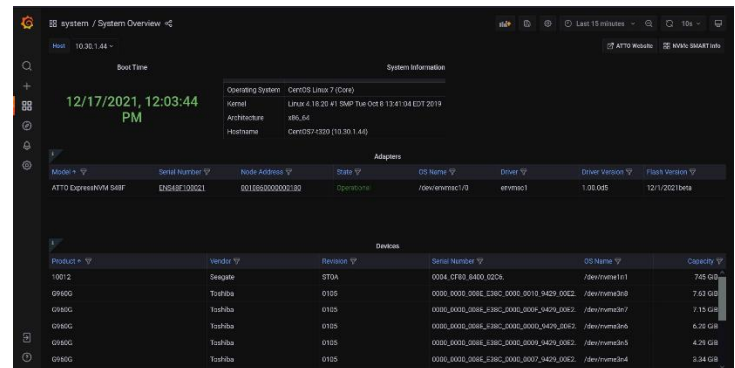 system / System Overview
Last 15 minutes
10s
Host 10.30.1.44
ATTO Website NVMe SMART Info
Boot Time
12/17/2021, 12:03:44 PM
System Information
Operating System CentOS Linux 7 (Core)
Kernel Linux 4.18.20 #1 SMP Tue Oct 8 13:41:04 EDT 2019
Architecture x86_64
Hostname CentOS7-t320 (10.30.1.44)
Adapters
Model Serial Number Node Address State OS Name Driver Driver Version Flash Version
ATTO ExpressNVM S48F ENS48F100021 0010860000000180 Operational /dev/envmsc1/0 envmsc1 1.00.0d5 12/1/2021beta
Devices
Product Vendor Revision Serial Number OS Name Capacity
10012 Seagate STOA 0004_CF80_8400_02C6. /dev/nvme1n1 745 GiB
G960G Toshiba 0105 0000_0000_008E_E38C_0000_0010_9429_00E2. /dev/nvme3n8 7.63 GiB
G960G Toshiba 0105 0000_0000_008E_E38C_0000_000F_9429_00E2. /dev/nvme3n7 7.15 GiB
G960G Toshiba 0105 /dev/nvme3n6 6.20 GiB
G960G Toshiba 0105 0000_0000_008E_E38C_0000_0009_9429_00E2. /dev/nvme3n5 4.29 GiB
G960G Toshiba 0105 0000_0000_008E_E38C_0000_0007_9429_00E2. /dev/nvme3n4 3.34 GiB